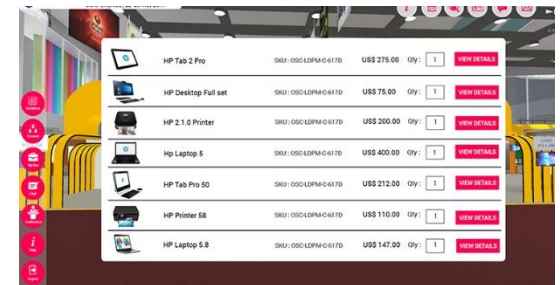 HP Tab 2 Pro SKU : OSC-LDPM-C-617D US$ 275.00 Qty : 1 VIEW DETAILS
HP Desktop Full set SKU : OSC-LDPM-C-617D US$ 75.00 Qty : 1 VIEW DETAILS
HP 2.1.0 Printer SKU : OSC-LDPM-C-617D US$ 200.00 Qty : 1 VIEW DETAILS
Hp Laptop 5 SKU : OSC-LDPM-C-617D US$ 400.00 Qty : 1 VIEW DETAILS
HP Tab Pro 50 SKU : OSC-LDPM-C-617D US$ 212.00 Qty : 1 VIEW DETAILS
HP Printer 58 SKU : OSC-LDPM-C-617D US$ 110.00 Qty : 1 VIEW DETAILS
HP Laptop 5.8 SKU : OSC-LDPM-C-617D US$ 147.00 Qty : 1 VIEW DETAILS
Connect
Chat
Help